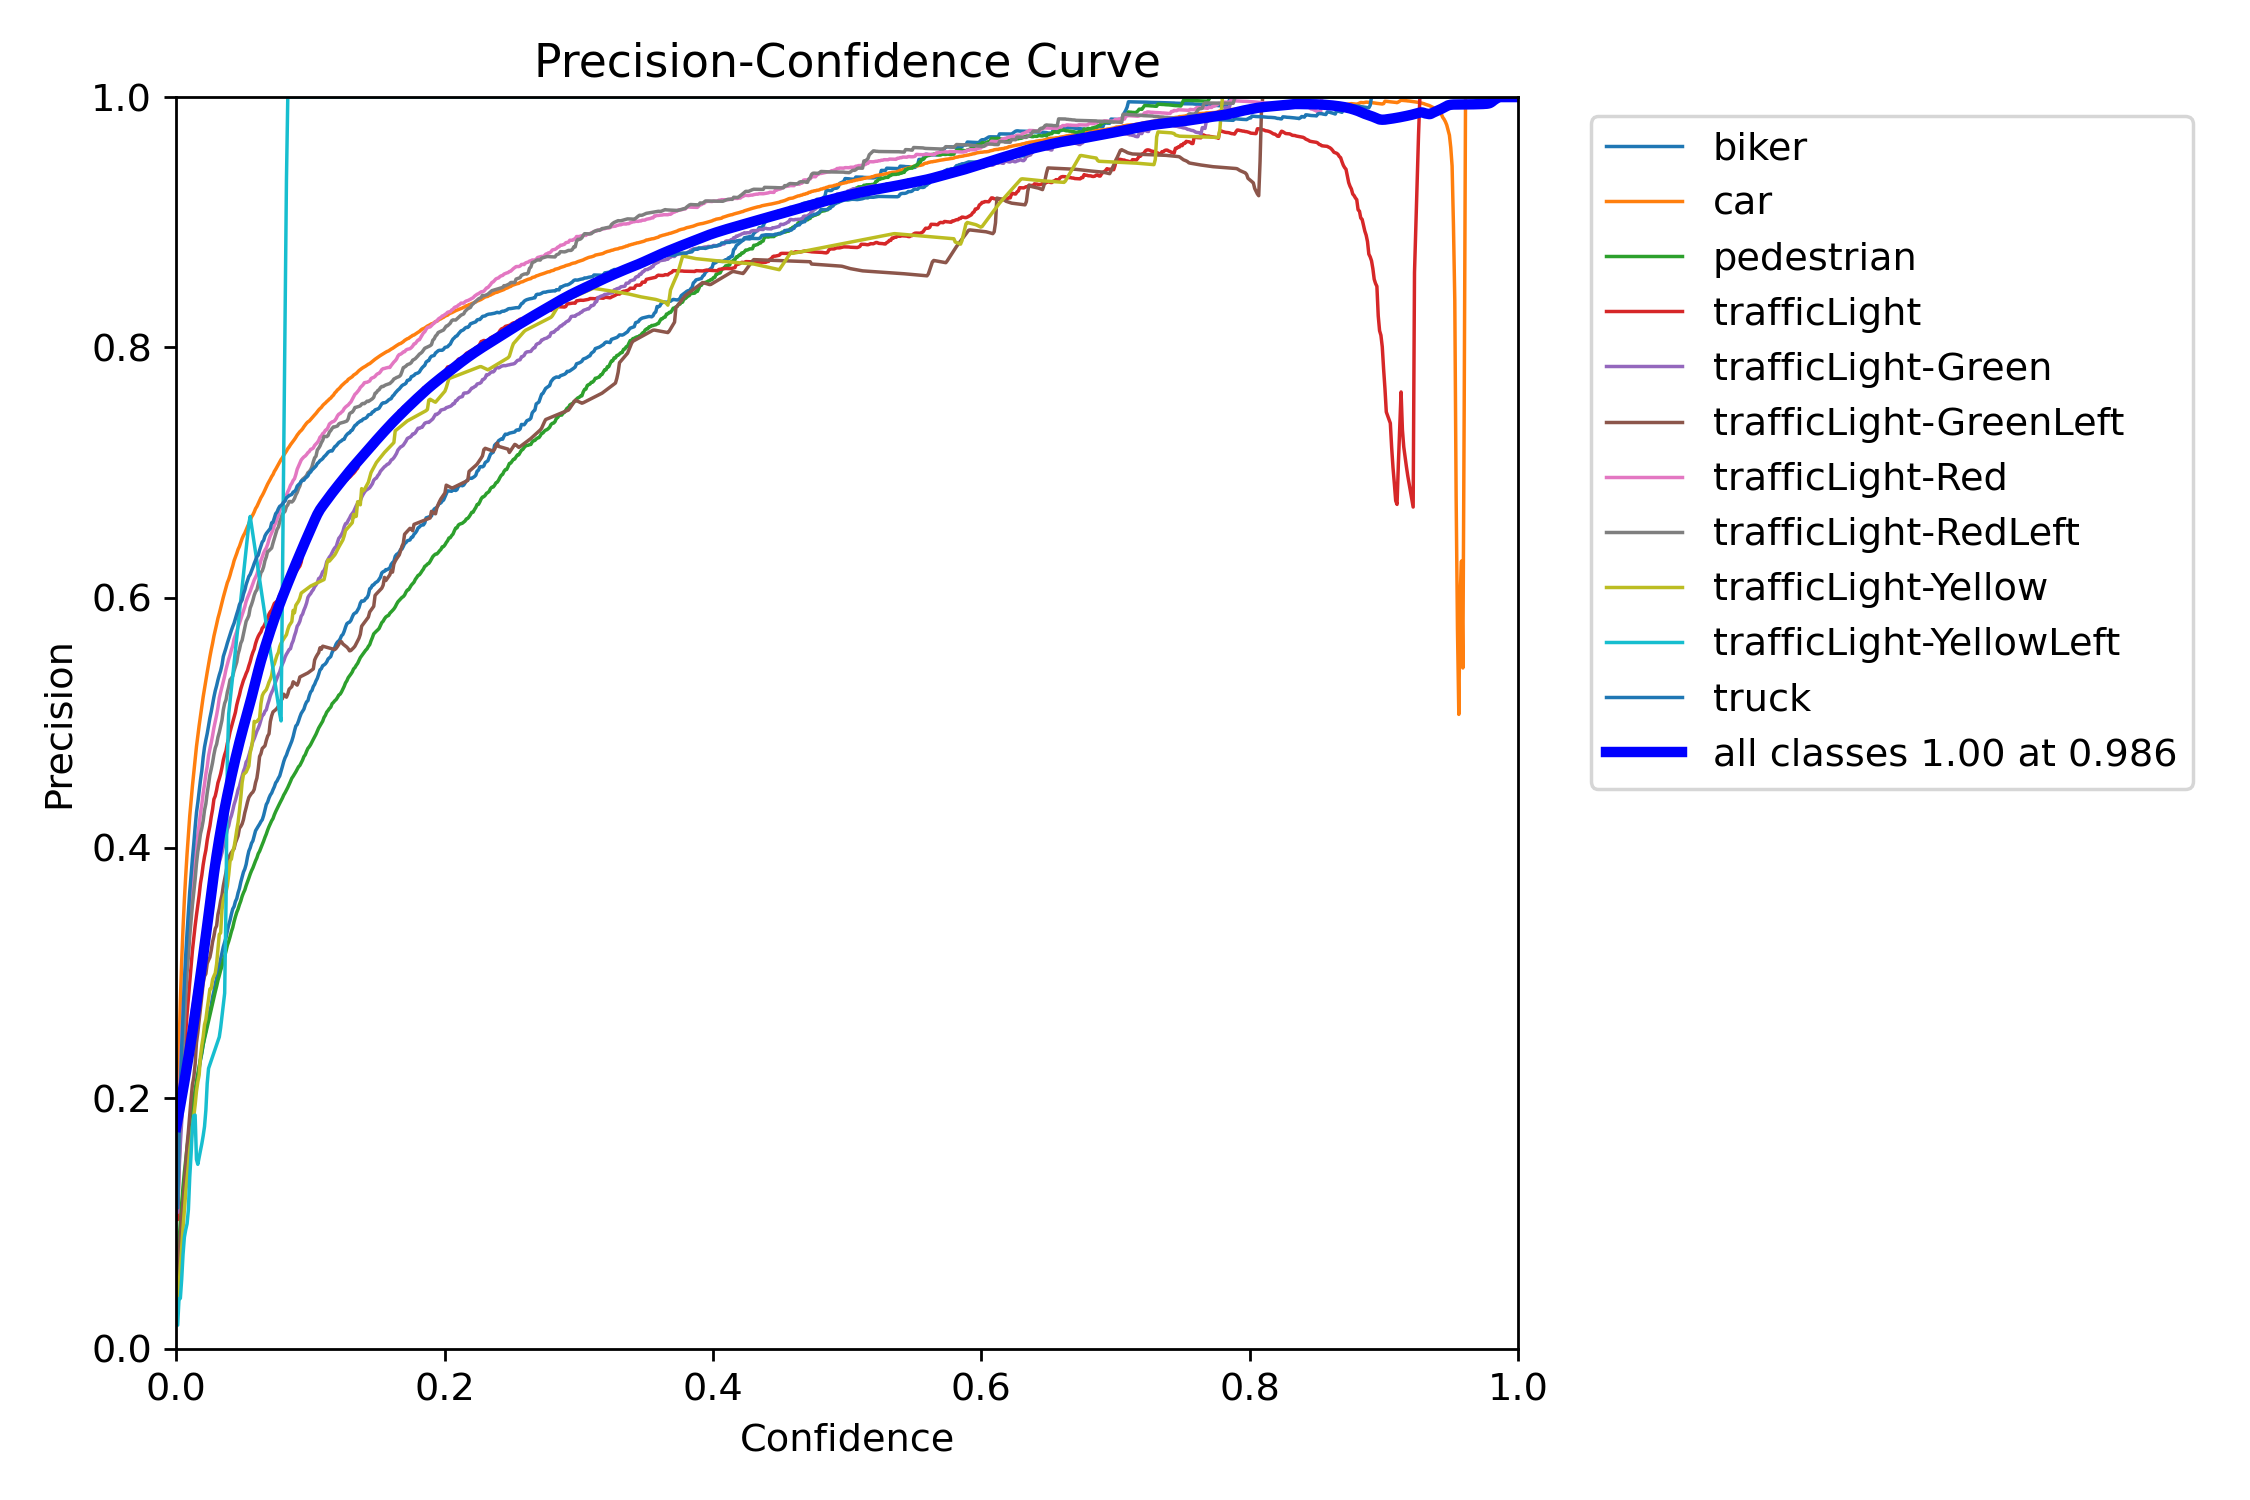 Precision-Confidence Curve
1.0
0.8
0.6
0.4
0.2
0.0
Precision
0.0 0.2 0.4 0.6 0.8 1.0
Confidence
biker
car
pedestrian
trafficLight
trafficLight-Green
trafficLight-GreenLeft
trafficLight-Red
trafficLight-RedLeft
trafficLight-Yellow
trafficLight-YellowLeft
truck
all classes 1.00 at 0.986